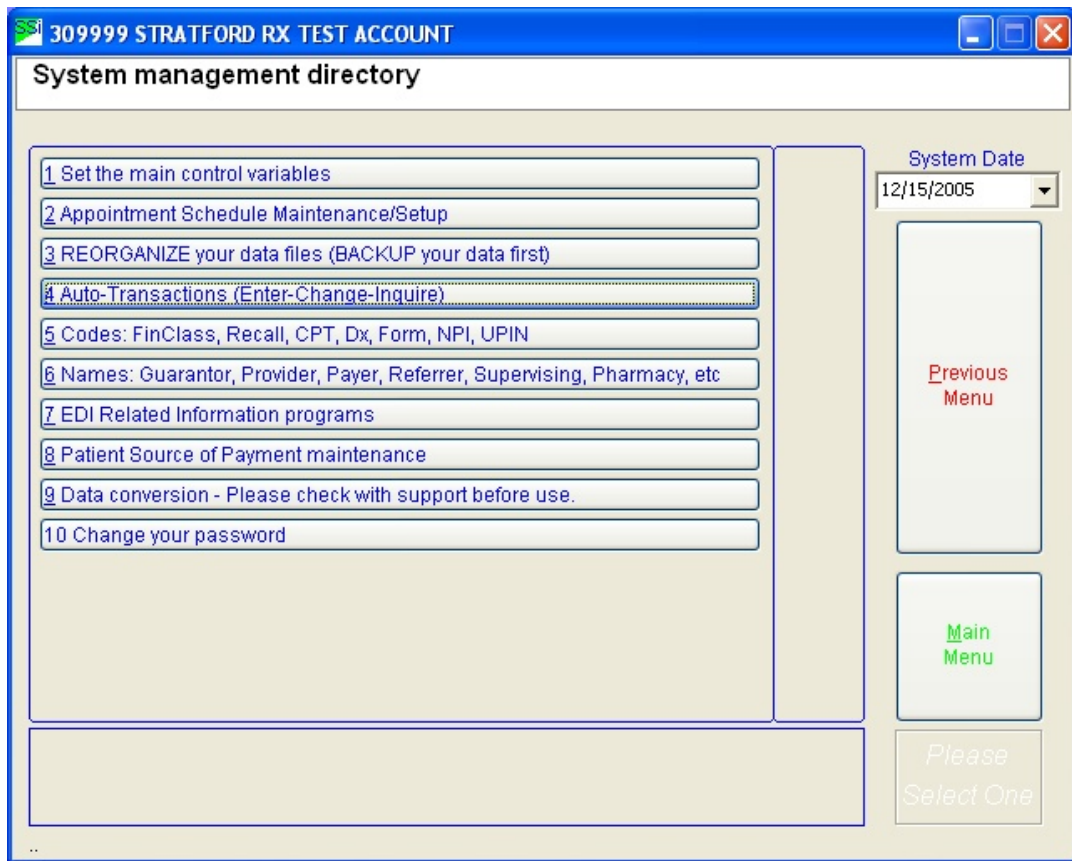 SSi 309999 STRATFORD RX TEST ACCOUNT
System management directory
1 Set the main control variables
2 Appointment Schedule Maintenance/Setup
3 REORGANIZE your data files (BACKUP your data first)
4 Auto-Transactions (Enter-Change-Inquire)
5 Codes: FinClass, Recall, CPT, Dx, Form, NPI, UPIN
6 Names: Guarantor, Provider, Payer, Referrer, Supervising, Pharmacy, etc
7 EDI Related Information programs
8 Patient Source of Payment maintenance
9 Data conversion - Please check with support before use.
10 Change your password
System Date
12/15/2005
Previous
Menu
Main
Menu
Please
Select One
..